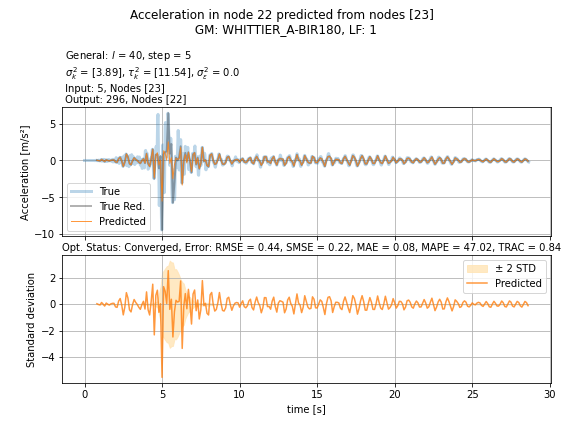 Acceleration in node 22 predicted from nodes [23]
GM: WHITTIER_A-BIR180, LF: 1
General: l = 40, step = 5
σ²ₖ = [3.89], τ²ₖ = [11.54], σ²ε = 0.0
Input: 5, Nodes [23]
Output: 296, Nodes [22]
Acceleration [m/s²]
5
0
−5
−10
True
True Red.
Predicted
Opt. Status: Converged, Error: RMSE = 0.44, SMSE = 0.22, MAE = 0.08, MAPE = 47.02, TRAC = 0.84
Standard deviation
2
0
−2
−4
± 2 STD
Predicted
0 5 10 15 20 25 30
time [s]